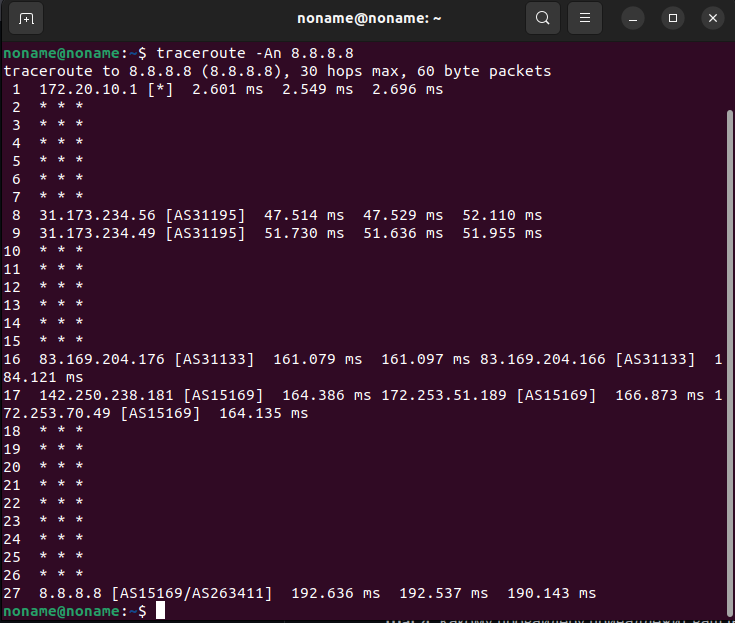 noname@noname: ~
noname@noname:~$ traceroute -An 8.8.8.8
traceroute to 8.8.8.8 (8.8.8.8), 30 hops max, 60 byte packets
 1  172.20.10.1 [*]  2.601 ms  2.549 ms  2.696 ms
 2  * * *
 3  * * *
 4  * * *
 5  * * *
 6  * * *
 7  * * *
 8  31.173.234.56 [AS31195]  47.514 ms  47.529 ms  52.110 ms
 9  31.173.234.49 [AS31195]  51.730 ms  51.636 ms  51.955 ms
10  * * *
11  * * *
12  * * *
13  * * *
14  * * *
15  * * *
16  83.169.204.176 [AS31133]  161.079 ms  161.097 ms 83.169.204.166 [AS31133]  1
84.121 ms
17  142.250.238.181 [AS15169]  164.386 ms 172.253.51.189 [AS15169]  166.873 ms 1
72.253.70.49 [AS15169]  164.135 ms
18  * * *
19  * * *
20  * * *
21  * * *
22  * * *
23  * * *
24  * * *
25  * * *
26  * * *
27  8.8.8.8 [AS15169/AS263411]  192.636 ms  192.537 ms  190.143 ms
noname@noname:~$